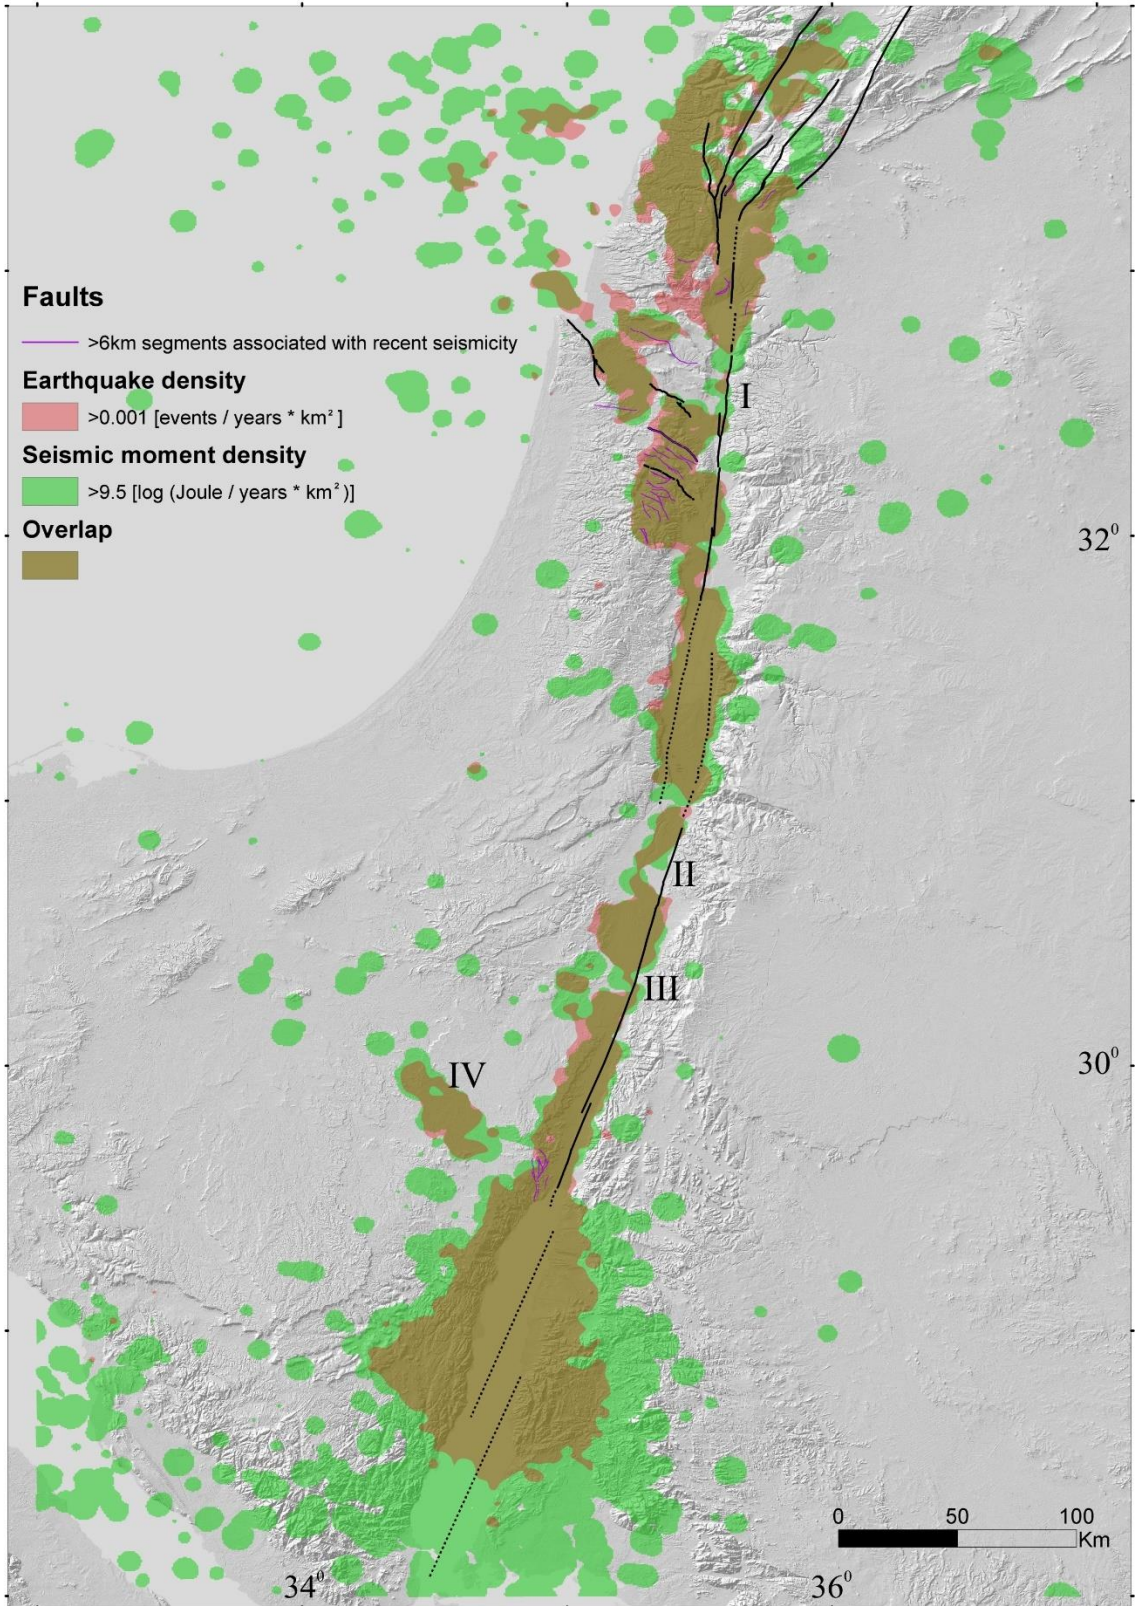 Faults
>6km segments associated with recent seismicity
Earthquake density
>0.001 [events / years * km²]
Seismic moment density
>9.5 [log (Joule / years * km²)]
Overlap
I
32⁰
II
III
30⁰
IV
0 50 100
Km
34⁰ 36⁰